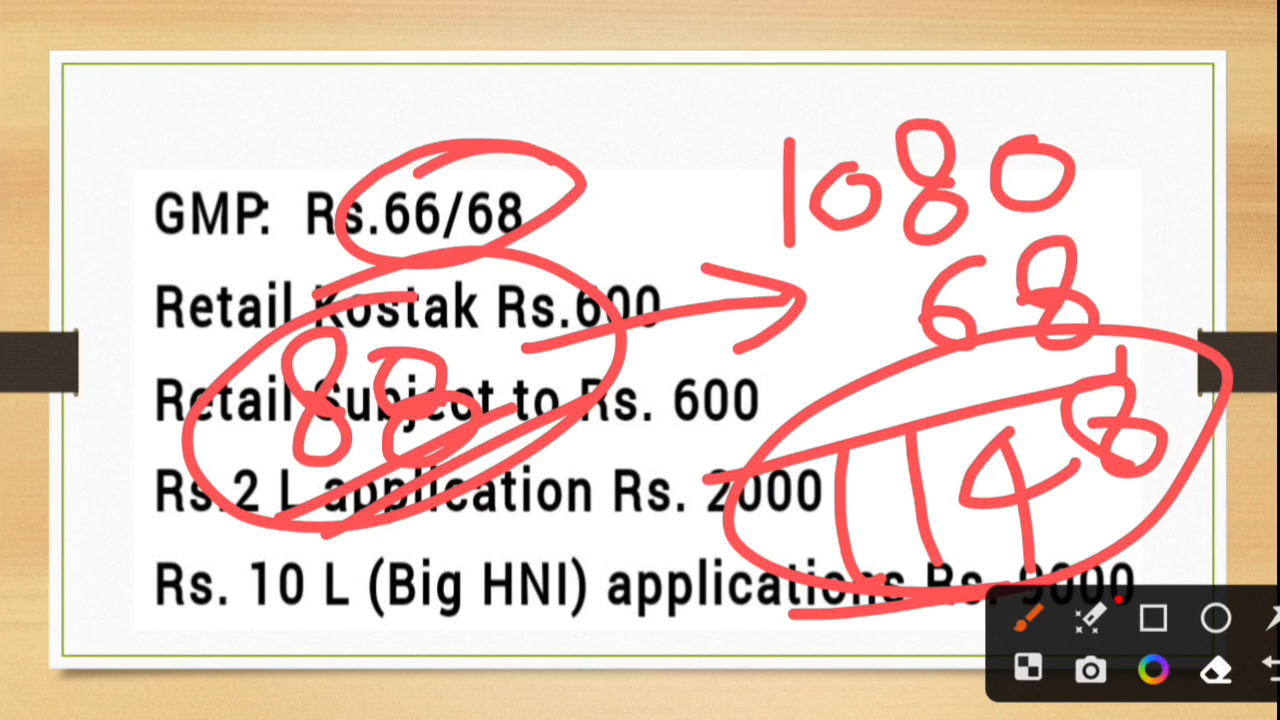 GMP: Rs.66/68
1080
Retail Kostak Rs.600
68
88
Retail Subject to Rs. 600
1148
Rs.2 L application Rs. 2000
Rs. 10 L (Big HNI) applications Rs. 9000